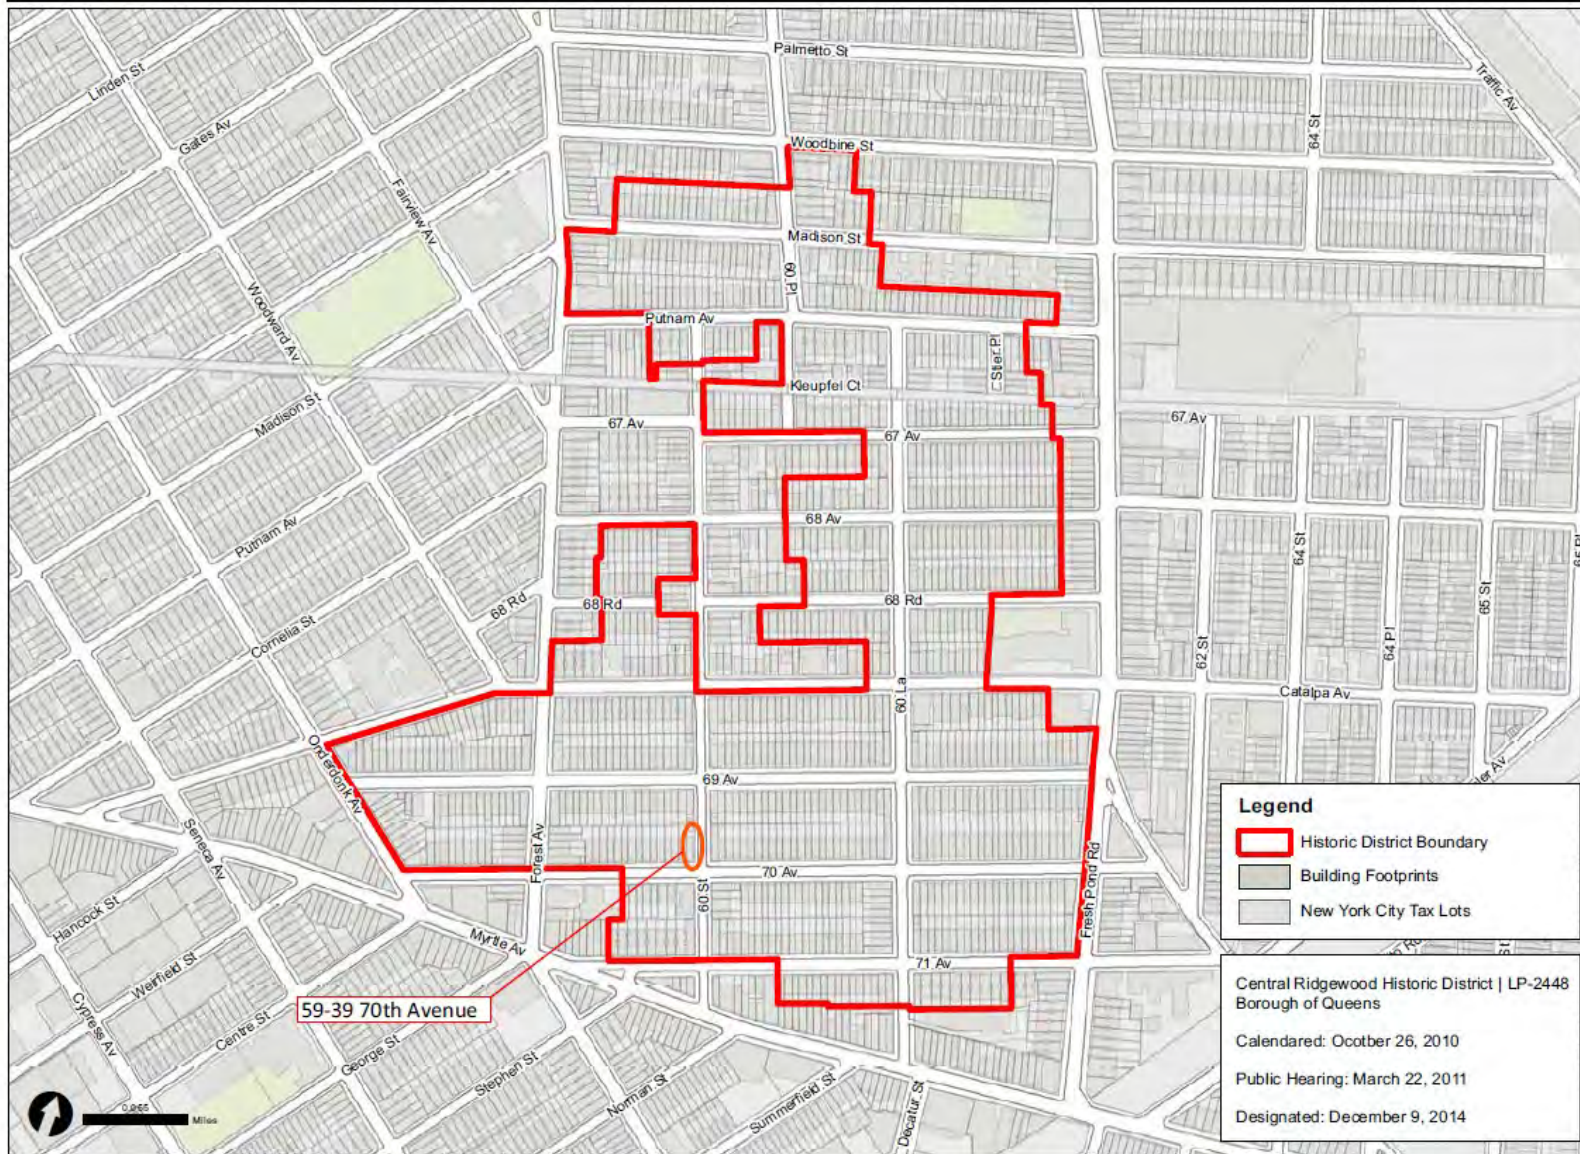 Palmetto St
Linden St
Traffic Av
Gates Av
Woodbine St
64 St
Fairview Av
Madison St
60 Pl
Woodward Av
Putnam Av
Stier Pl
Kleupfel Ct
Madison St
67 Av
67 Av
67 Av
68 Av
Putnam Av
64 St
65 Pl
68 Rd
68 Rd
68 Rd
65 St
Cornelia St
62 St
64 Pl
60 La
Catalpa Av
Onderdonk Av
69 Av
Seneca Av
Forest Av
70 Av
60 St
Fresh Pond Rd
Hancock St
Myrtle Av
71 Av
Weirfield St
Cypress Av
Centre St
59-39 70th Avenue
George St
Stephen St
Norman St
Summerfield St
Decatur St
Legend
Historic District Boundary
Building Footprints
New York City Tax Lots
Central Ridgewood Historic District | LP-2448
Borough of Queens
Calendared: Ocotber 26, 2010
Public Hearing: March 22, 2011
Designated: December 9, 2014
Miles